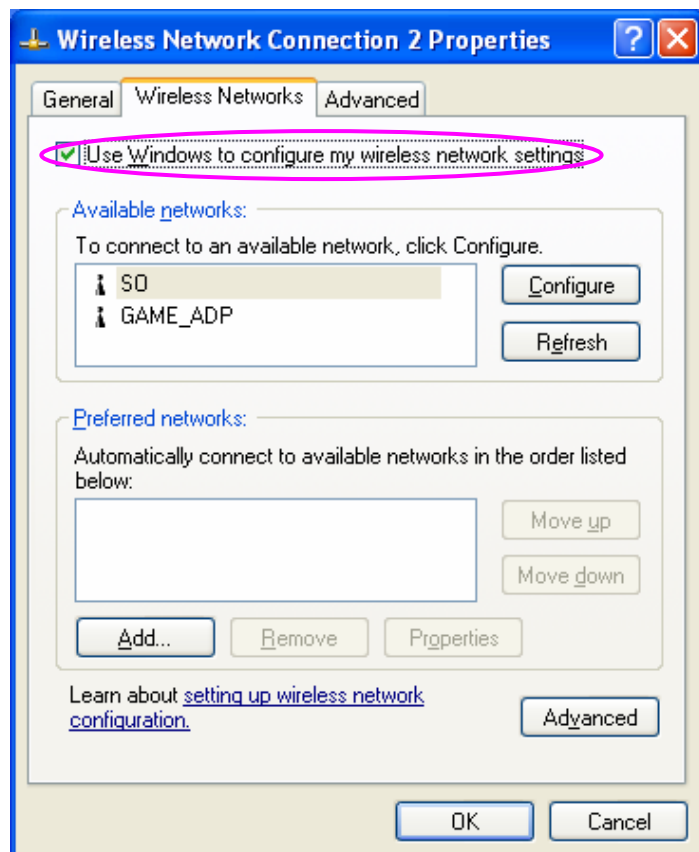 Wireless Network Connection 2 Properties
General Wireless Networks Advanced
Use Windows to configure my wireless network settings
Available networks:
To connect to an available network, click Configure.
SO
Configure
GAME_ADP
Refresh
Preferred networks:
Automatically connect to available networks in the order listed
below:
Move up
Move down
Add... Remove Properties
Learn about setting up wireless network
configuration.
Advanced
OK Cancel